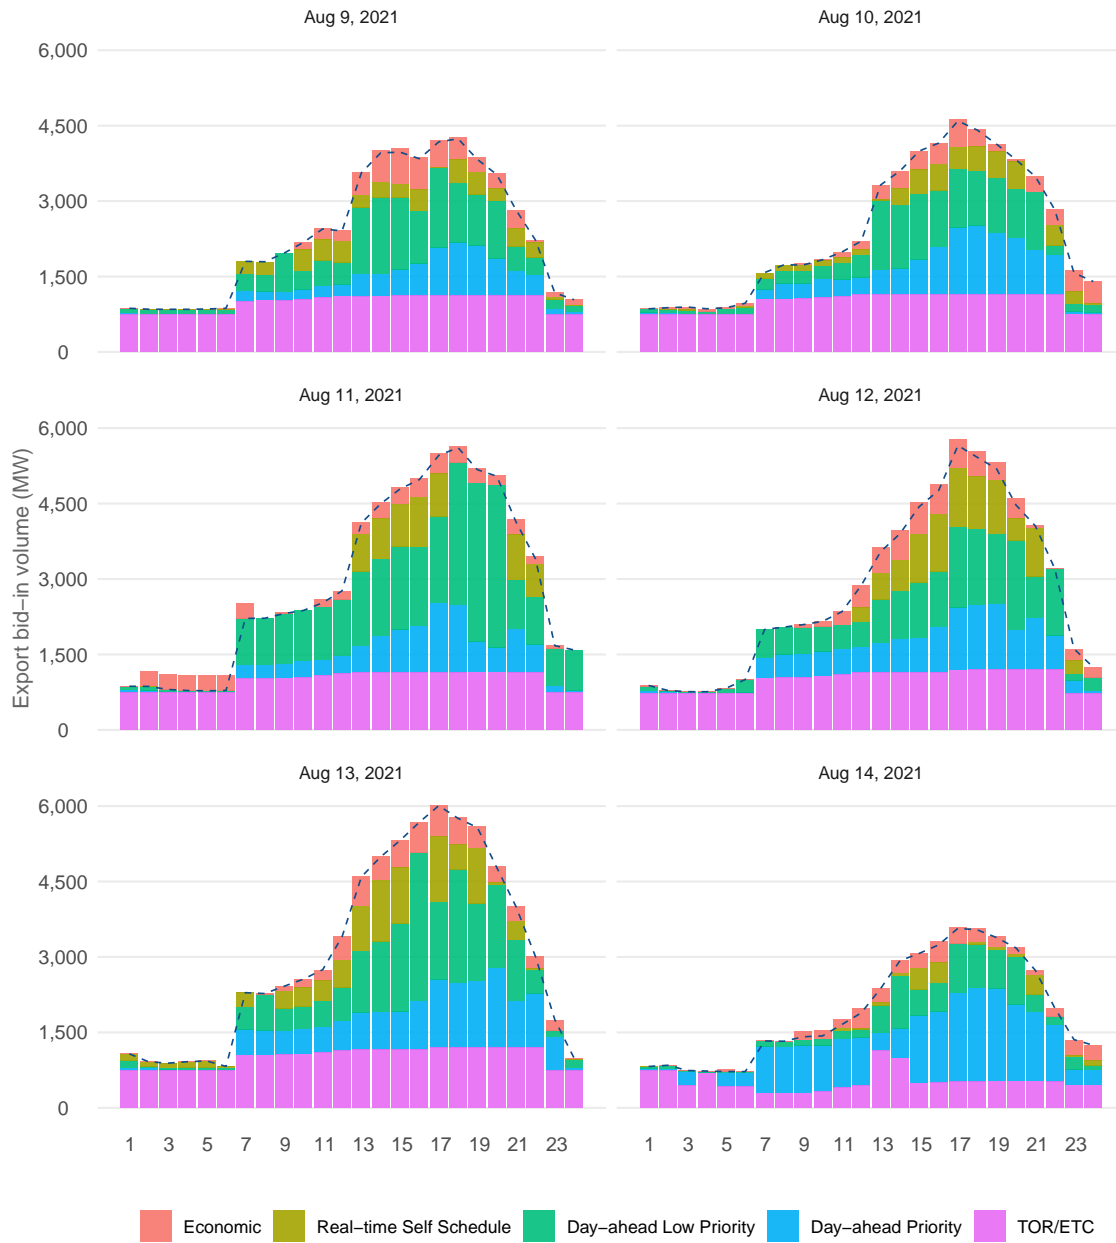 Aug 9, 2021 Aug 10, 2021
6,000
4,500
3,000
1,500
0
Aug 11, 2021 Aug 12, 2021
Export bid−in volume (MW)
6,000
4,500
3,000
1,500
0
Aug 13, 2021 Aug 14, 2021
6,000
4,500
3,000
1,500
0
1 3 5 7 9 11 13 15 17 19 21 23 1 3 5 7 9 11 13 15 17 19 21 23
Economic Real−time Self Schedule Day−ahead Low Priority Day−ahead Priority TOR/ETC